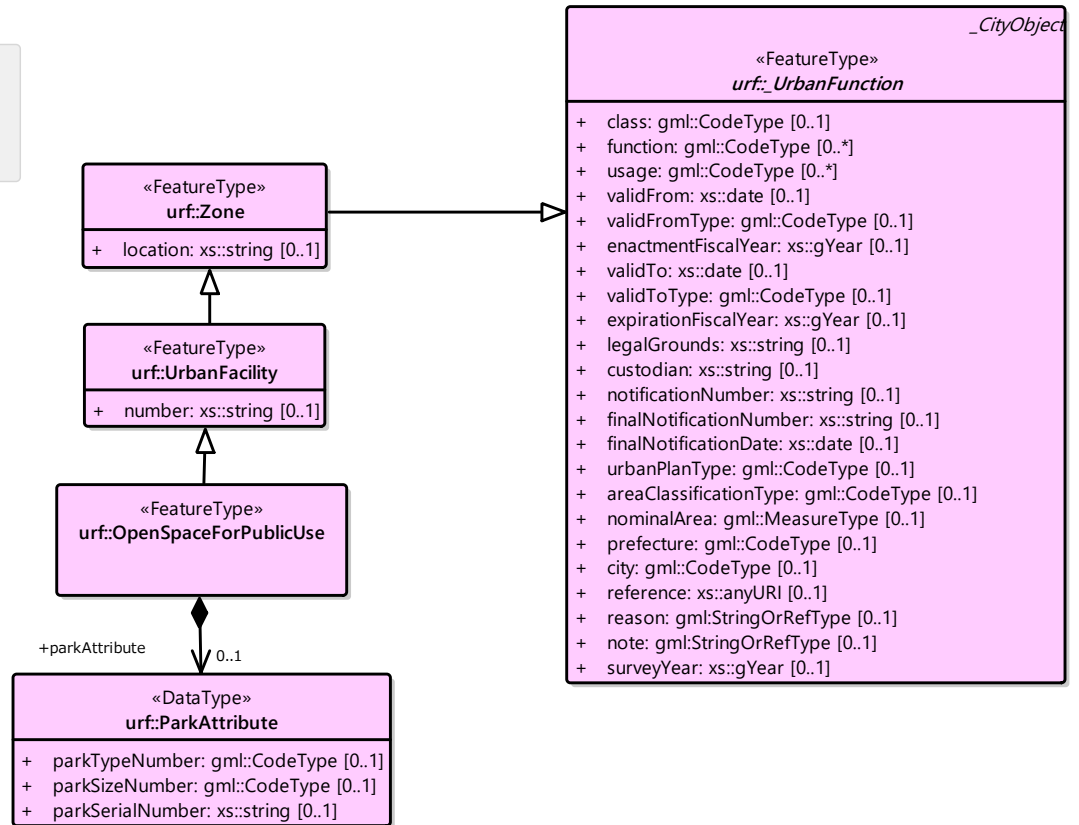 _CityObject
«FeatureType»
urf::_UrbanFunction
+ class: gml::CodeType [0..1]
+ function: gml::CodeType [0..*]
+ usage: gml::CodeType [0..*]
+ validFrom: xs::date [0..1]
+ validFromType: gml::CodeType [0..1]
+ enactmentFiscalYear: xs::gYear [0..1]
+ validTo: xs::date [0..1]
+ validToType: gml::CodeType [0..1]
+ expirationFiscalYear: xs::gYear [0..1]
+ legalGrounds: xs::string [0..1]
+ custodian: xs::string [0..1]
+ notificationNumber: xs::string [0..1]
+ finalNotificationNumber: xs::string [0..1]
+ finalNotificationDate: xs::date [0..1]
+ urbanPlanType: gml::CodeType [0..1]
+ areaClassificationType: gml::CodeType [0..1]
+ nominalArea: gml::MeasureType [0..1]
+ prefecture: gml::CodeType [0..1]
+ city: gml::CodeType [0..1]
+ reference: xs::anyURI [0..1]
+ reason: gml:StringOrRefType [0..1]
+ note: gml:StringOrRefType [0..1]
+ surveyYear: xs::gYear [0..1]
«FeatureType»
urf::Zone
+ location: xs::string [0..1]
«FeatureType»
urf::UrbanFacility
+ number: xs::string [0..1]
«FeatureType»
urf::OpenSpaceForPublicUse
+parkAttribute
0..1
«DataType»
urf::ParkAttribute
+ parkTypeNumber: gml::CodeType [0..1]
+ parkSizeNumber: gml::CodeType [0..1]
+ parkSerialNumber: xs::string [0..1]